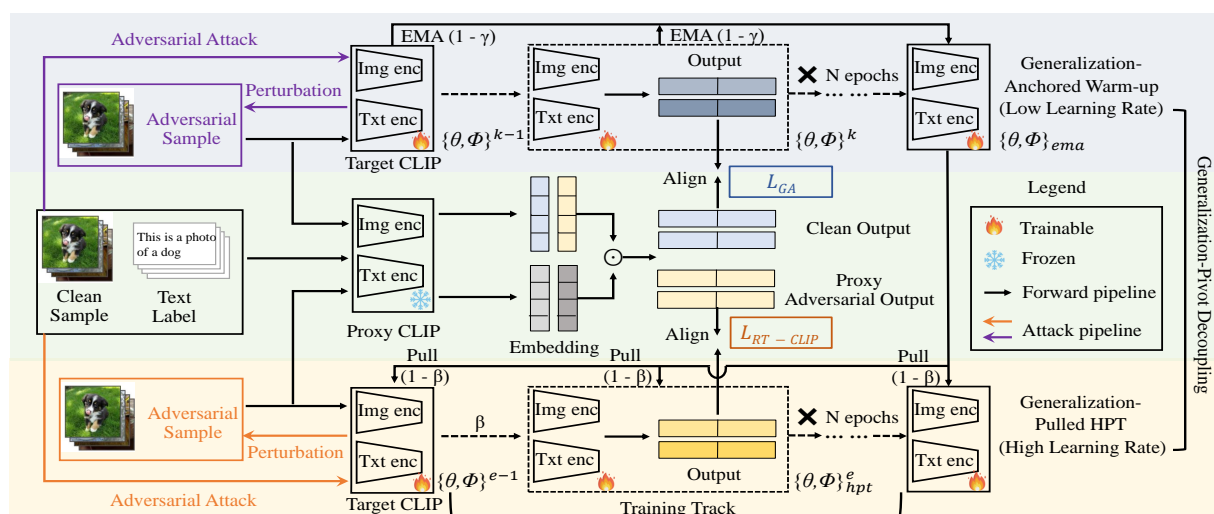 Adversarial Attack
EMA (1 - γ)
EMA (1 - γ)
Img enc
Txt enc
Target CLIP
{θ, Φ}^{k−1}
Perturbation
Adversarial
Sample
Img enc
Txt enc
Output
{θ, Φ}^{k}
N epochs
... ...
Img enc
Txt enc
{θ, Φ}_{ema}
Generalization-
Anchored Warm-up
(Low Learning Rate)
Align
L_{GA}
This is a photo
of a dog
Clean
Sample
Text
Label
Img enc
Txt enc
Proxy CLIP
Embedding
Clean Output
Proxy
Adversarial Output
Align
L_{RT − CLIP}
Legend
Trainable
Frozen
Forward pipeline
Attack pipeline
Generalization-Pivot Decoupling
Pull
(1 - β)
Pull
(1 - β)
Pull
(1 - β)
Adversarial
Sample
Perturbation
Adversarial Attack
Img enc
Txt enc
Target CLIP
β
{θ, Φ}^{e−1}
Img enc
Txt enc
Output
{θ, Φ}^{e}_{hpt}
N epochs
... ...
Img enc
Txt enc
Generalization-
Pulled HPT
(High Learning Rate)
Training Track